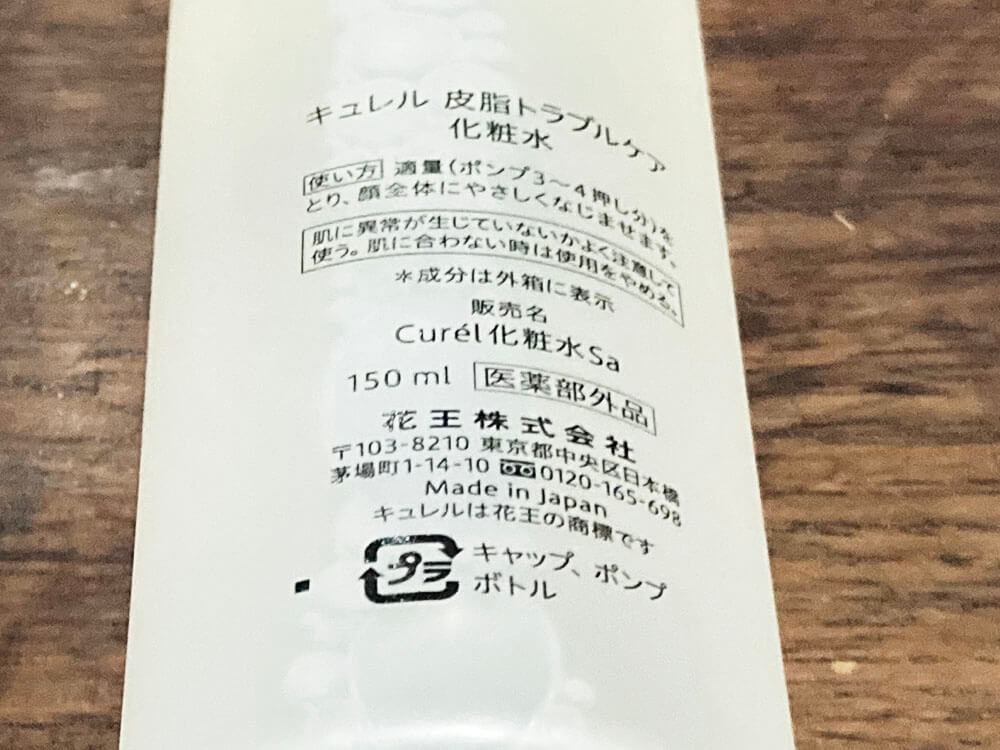 キュレル 皮脂トラブルケア
化粧水
使い方 適量(ポンプ3〜4押し分)を
とり、顔全体にやさしくなじませます。
肌に異常が生じていないかよく注意して
使う。肌に合わない時は使用をやめる。
*成分は外箱に表示
販売名
Curél化粧水Sa
150 ml 医薬部外品
花王株式会社
〒103-8210 東京都中央区日本橋
茅場町1-14-10 0120-165-698
Made in Japan
キュレルは花王の商標です
プラ キャップ、ポンプ
ボトル